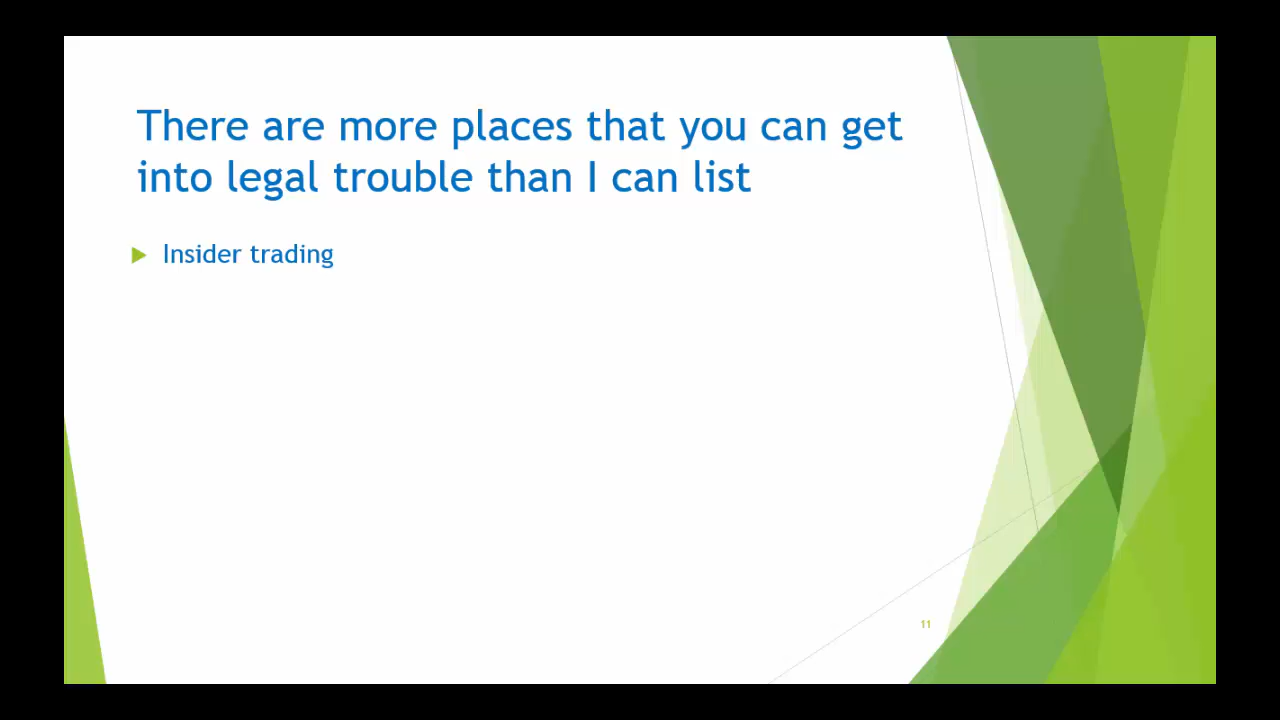 There are more places that you can get
into legal trouble than I can list
Insider trading
11